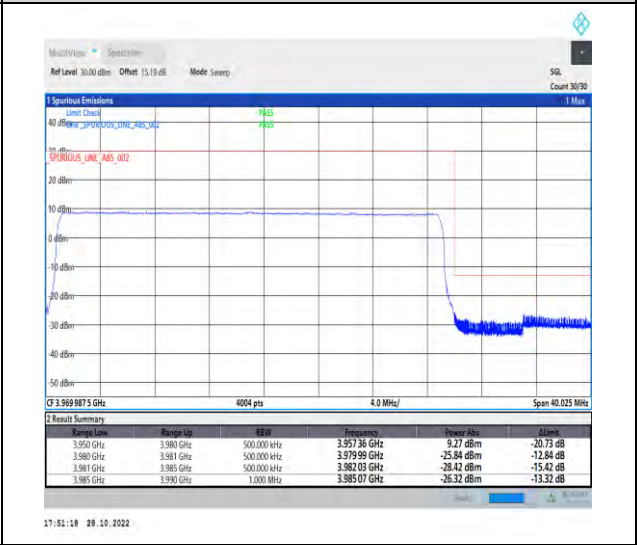 MultiView Spectrum
Ref Level 30.00 dBm Offset 15.19 dB Mode Sweep SGL
Count 30/30
1 Spurious Emissions 1 Max
Limit Check PASS
40 dBm Line _SPURIOUS_LINE_ABS_002 PASS
_SPURIOUS_LINE_ABS_002
20 dBm
10 dBm
0 dBm
-10 dBm
-20 dBm
-30 dBm
-40 dBm
-50 dBm
CF 3.969 987 5 GHz 4004 pts 4.0 MHz/ Span 40.025 MHz
2 Result Summary
Range Low Range Up RBW Frequency Power Abs ΔLimit
3.950 GHz 3.980 GHz 500.000 kHz 3.957 36 GHz 9.27 dBm -20.73 dB
3.980 GHz 3.981 GHz 500.000 kHz 3.979 99 GHz -25.84 dBm -12.84 dB
3.981 GHz 3.985 GHz 500.000 kHz 3.982 03 GHz -28.42 dBm -15.42 dB
3.985 GHz 3.990 GHz 1.000 MHz 3.985 07 GHz -26.32 dBm -13.32 dB
17:51:18 28.10.2022